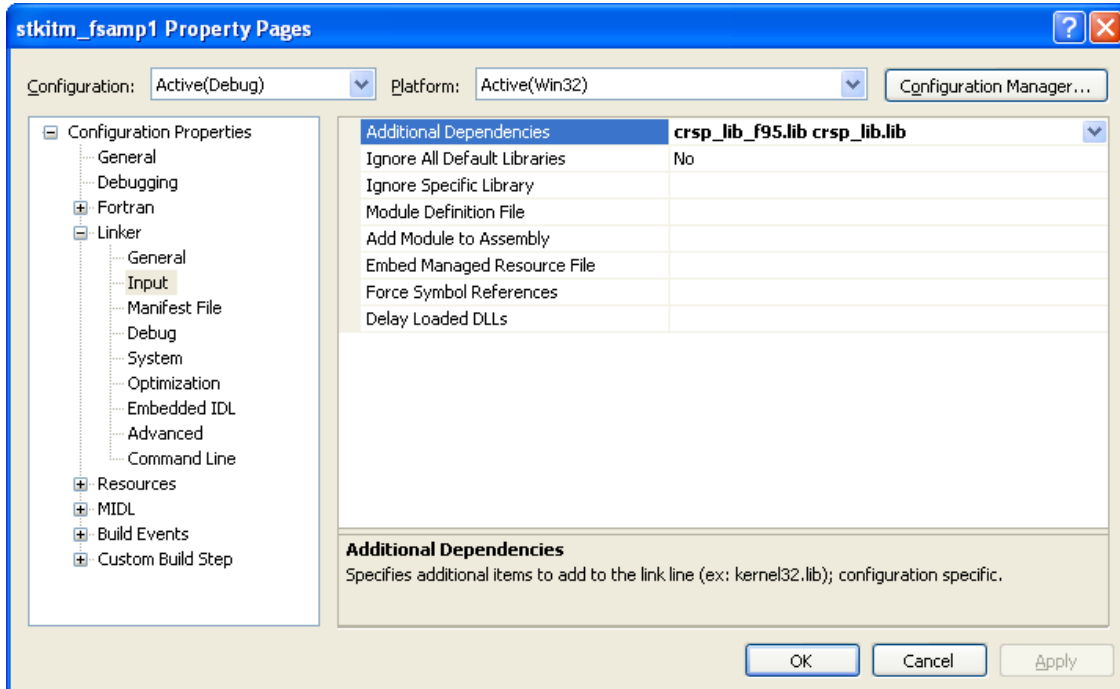 stkitm_fsamp1 Property Pages
Configuration: Active(Debug) Platform: Active(Win32) Configuration Manager...
Configuration Properties
General
Debugging
Fortran
Linker
General
Input
Manifest File
Debug
System
Optimization
Embedded IDL
Advanced
Command Line
Resources
MIDL
Build Events
Custom Build Step
Additional Dependencies crsp_lib_f95.lib crsp_lib.lib
Ignore All Default Libraries No
Ignore Specific Library
Module Definition File
Add Module to Assembly
Embed Managed Resource File
Force Symbol References
Delay Loaded DLLs
Additional Dependencies
Specifies additional items to add to the link line (ex: kernel32.lib); configuration specific.
OK Cancel Apply